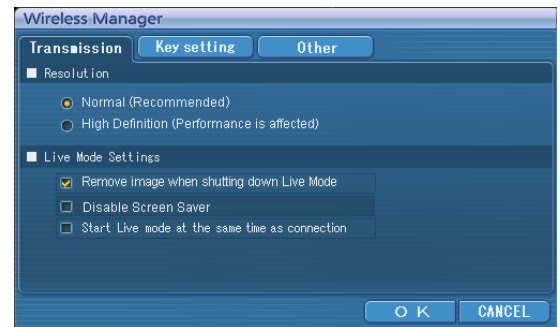 Wireless Manager
Transmission Key setting Other
Resolution
Normal (Recommended)
High Definition (Performance is affected)
Live Mode Settings
Remove image when shutting down Live Mode
Disable Screen Saver
Start Live mode at the same time as connection
OK CANCEL